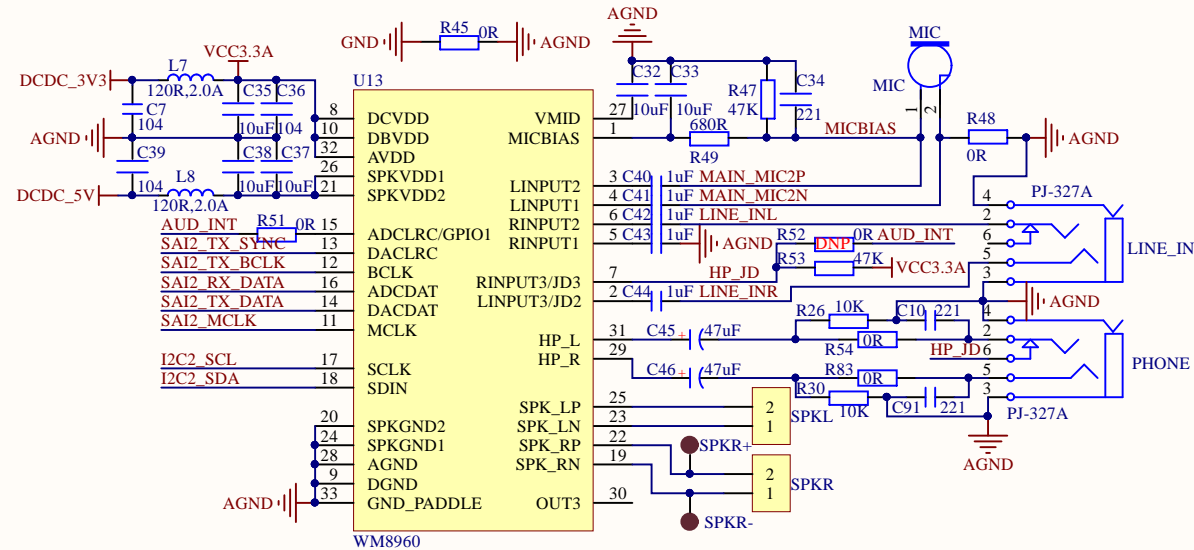 AGND
GND
R45
0R
AGND
MIC
VCC3.3A
L7
U13
C32
C33
R47
47K
C34
DCDC_3V3
120R,2.0A
C35
C36
MIC
C7
104
10uF
104
8
DCVDD
VMID
27
10uF
10uF
221
1
2
R48
AGND
10
DBVDD
MICBIAS
1
680R
MICBIAS
AGND
C39
C38
C37
32
AVDD
R49
0R
26
SPKVDD1
104
L8
10uF
10uF
21
SPKVDD2
LINPUT2
3
C40
1uF
MAIN_MIC2P
4
PJ-327A
DCDC_5V
120R,2.0A
LINPUT1
4
C41
1uF
MAIN_MIC2N
AUD_INT
R51
0R
15
ADCLRC/GPIO1
RINPUT2
6
C42
1uF
LINE_INL
2
SAI2_TX_SYNC
13
DACLRC
RINPUT1
5
C43
1uF
AGND
R52
DNP
0R
AUD_INT
6
LINE_IN
SAI2_TX_BCLK
12
BCLK
R53
47K
VCC3.3A
5
SAI2_RX_DATA
16
ADCDAT
RINPUT3/JD3
7
HP_JD
3
SAI2_TX_DATA
14
DACDAT
LINPUT3/JD2
2
C44
1uF
LINE_INR
AGND
SAI2_MCLK
11
MCLK
R26
10K
C10
221
4
HP_L
31
C45
+
47uF
R54
0R
2
HP_R
29
HP_JD
6
I2C2_SCL
17
SCLK
C46
+
47uF
R83
0R
5
PHONE
I2C2_SDA
18
SDIN
R30
10K
C91
221
3
SPK_LP
25
2
SPKL
PJ-327A
20
SPKGND2
SPK_LN
23
1
24
SPKGND1
SPK_RP
22
SPKR+
28
AGND
SPK_RN
19
2
SPKR
AGND
9
DGND
1
AGND
33
GND_PADDLE
OUT3
30
SPKR-
WM8960